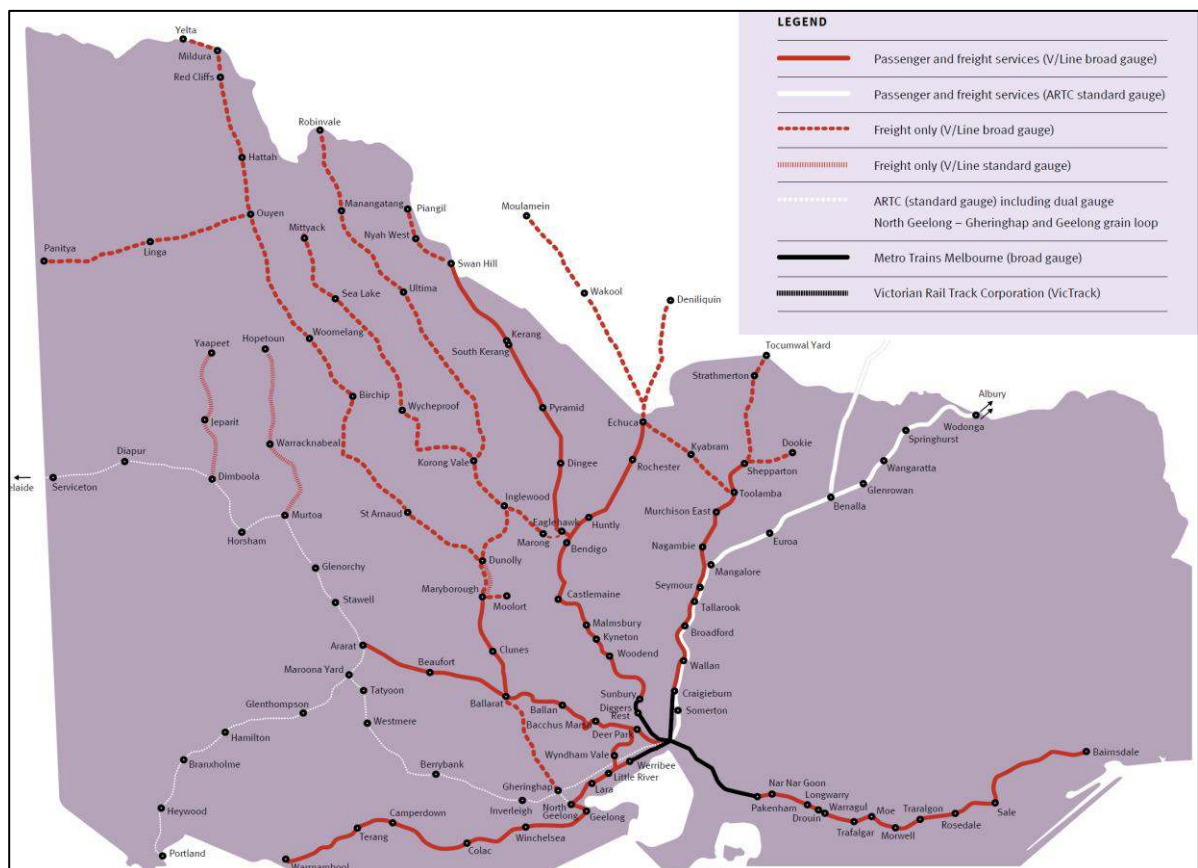 LEGEND
Passenger and freight services (V/Line broad gauge)
Passenger and freight services (ARTC standard gauge)
Freight only (V/Line broad gauge)
Freight only (V/Line standard gauge)
ARTC (standard gauge) including dual gauge
North Geelong – Gheringhap and Geelong grain loop
Metro Trains Melbourne (broad gauge)
Victorian Rail Track Corporation (VicTrack)
Yelta
Mildura
Red Cliffs
Robinvale
Hattah
Ouyen
Manangatang
Piangil
Moulamein
Mittyack
Nyah West
Panitya
Linga
Swan Hill
Sea Lake
Ultima
Wakool
Deniliquin
Woomelang
Kerang
South Kerang
Yaapeet
Hopetoun
Tocumwal Yard
Strathmerton
Birchip
Wycheproof
Pyramid
Echuca
Albury
Wodonga
Springhurst
Jeparit
Warracknabeal
Dookie
Kyabram
Wangaratta
Diapur
Korong Vale
Dingee
Rochester
Shepparton
elaide
Serviceton
Dimboola
Toolamba
Glenrowan
Benalla
Inglewood
St Arnaud
Eaglehawk
Huntly
Murchison East
Murtoa
Horsham
Marong
Bendigo
Euroa
Nagambie
Dunolly
Mangalore
Glenorchy
Seymour
Maryborough
Moolort
Castlemaine
Tallarook
Stawell
Malmsbury
Broadford
Kyneton
Ararat
Clunes
Woodend
Beaufort
Wallan
Maroona Yard
Tatyoon
Ballarat
Ballan
Sunbury
Diggers
Rest
Craigieburn
Somerton
Glenthompson
Westmere
Bacchus Marsh
Deer Park
Hamilton
Wyndham Vale
Werribee
Bairnsdale
Branxholme
Berrybank
Little River
Gheringhap
Lara
Nar Nar Goon
Inverleigh
North
Geelong
Geelong
Pakenham
Longwarry
Drouin
Warragul
Moe
Traralgon
Sale
Heywood
Camperdown
Terang
Winchelsea
Trafalgar
Morwell
Rosedale
Colac
Portland
Warrnambool